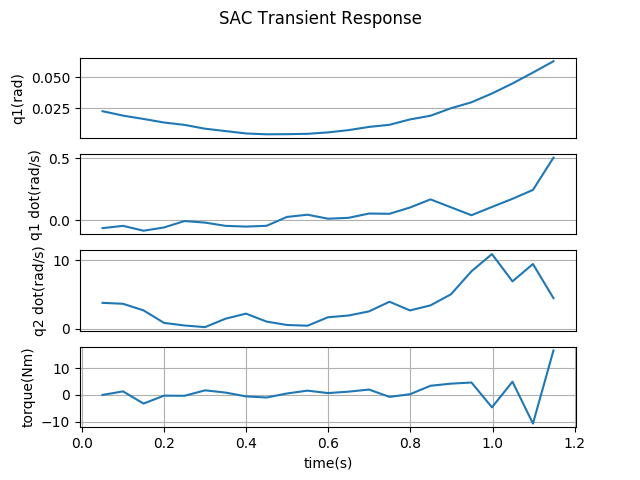 SAC Transient Response
q1(rad)
0.050
0.025
q1 dot(rad/s)
0.5
0.0
q2 dot(rad/s)
10
0
torque(Nm)
10
0
−10
0.0 0.2 0.4 0.6 0.8 1.0 1.2
time(s)